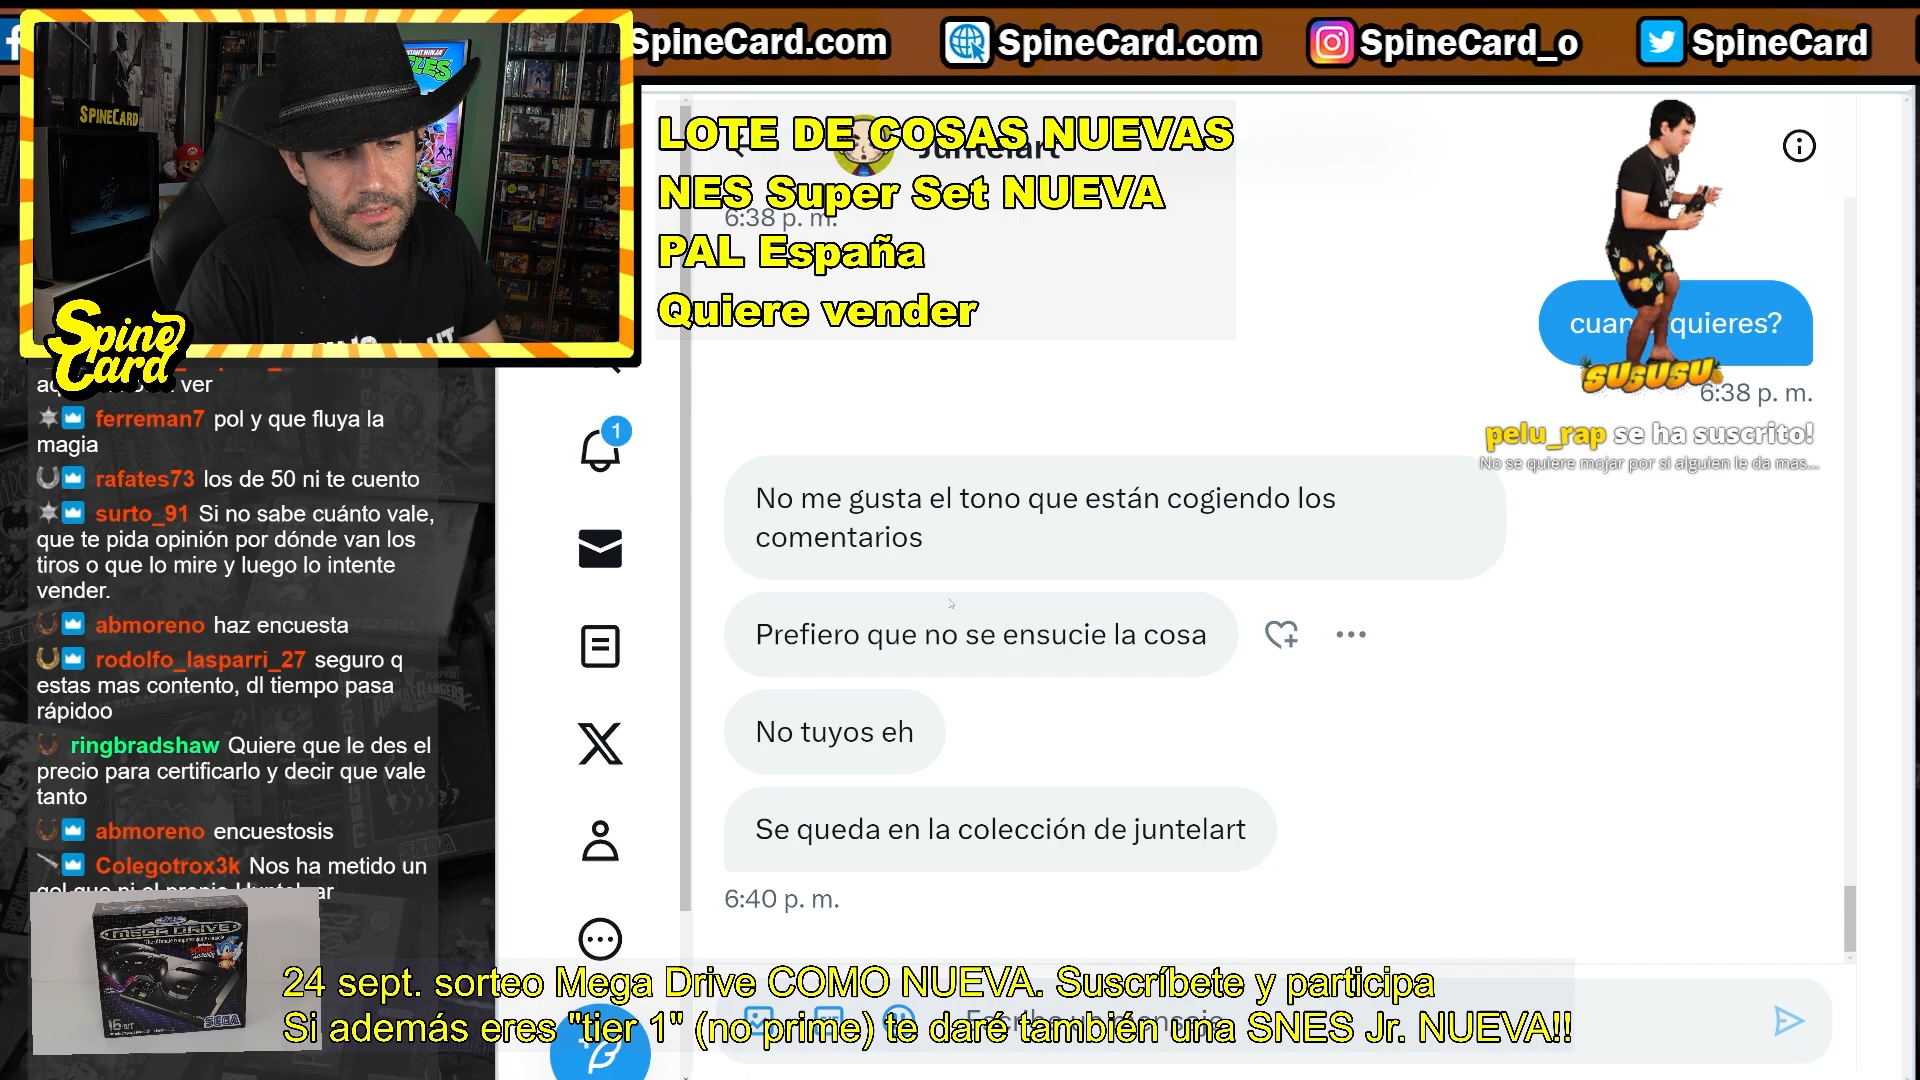 SpineCard.com
SpineCard.com
SpineCard_o
SpineCard
SPINECARD
LOTE DE COSAS NUEVAS
NES Super Set NUEVA
PAL España
Quiere vender
Juntelart
6:38 p. m.
cuan quieres?
SUSUSU
6:38 p. m.
pelu_rap se ha suscrito!
No se quiere mojar por si alguien le da mas...
Spine
Card
ver
ferreman7 pol y que fluya la
magia
rafates73 los de 50 ni te cuento
surto_91 Si no sabe cuánto vale,
que te pida opinión por dónde van los
tiros o que lo mire y luego lo intente
vender.
abmoreno haz encuesta
rodolfo_lasparri_27 seguro q
estas mas contento, dl tiempo pasa
rápidoo
ringbradshaw Quiere que le des el
precio para certificarlo y decir que vale
tanto
abmoreno encuestosis
Colegotrox3k Nos ha metido un
1
No me gusta el tono que están cogiendo los
comentarios
Prefiero que no se ensucie la cosa
No tuyos eh
Se queda en la colección de juntelart
6:40 p. m.
MEGA DRIVE
16-BIT
SEGA
24 sept. sorteo Mega Drive COMO NUEVA. Suscríbete y participa
Si además eres "tier 1" (no prime) te daré también una SNES Jr. NUEVA!!